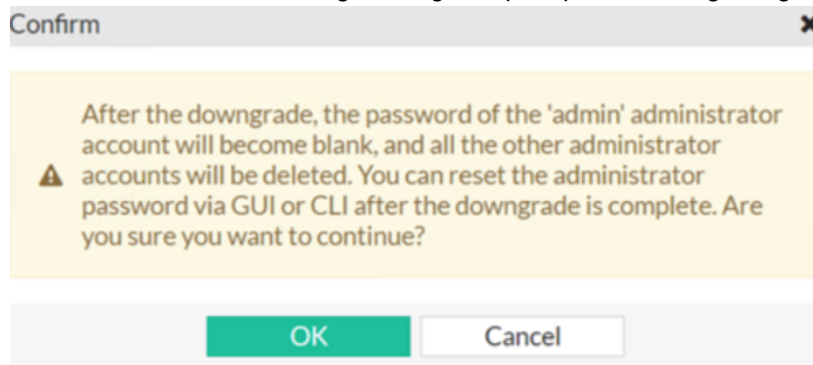 Confirm
After the downgrade, the password of the 'admin' administrator
account will become blank, and all the other administrator
accounts will be deleted. You can reset the administrator
password via GUI or CLI after the downgrade is complete. Are
you sure you want to continue?
OK
Cancel